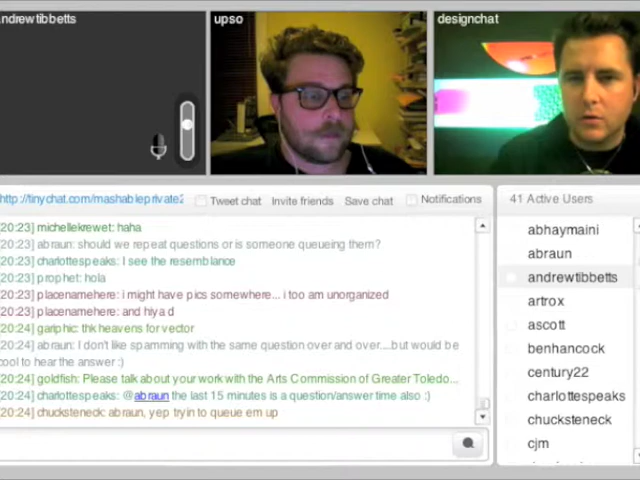 andrewtibbetts
upso
designchat
http://tinychat.com/mashableprivate2
Tweet chat
Invite friends
Save chat
Notifications
41 Active Users
[20:23] michellekrewet: haha
[20:23] abraun: should we repeat questions or is someone queueing them?
[20:23] charlottespeaks: I see the resemblance
[20:23] prophet: hola
[20:23] placenamehere: i might have pics somewhere... i too am unorganized
[20:23] placenamehere: and hiya d
[20:24] gariphic: thk heavens for vector
[20:24] abraun: I don't like spamming with the same question over and over....but would be
cool to hear the answer :)
[20:24] goldfish: Please talk about your work with the Arts Commission of Greater Toledo...
[20:24] charlottespeaks: @abraun the last 15 minutes is a question/answer time also :)
[20:24] chucksteneck: abraun, yep tryin to queue em up
abhaymaini
abraun
andrewtibbetts
artrox
ascott
benhancock
century22
charlottespeaks
chucksteneck
cjm